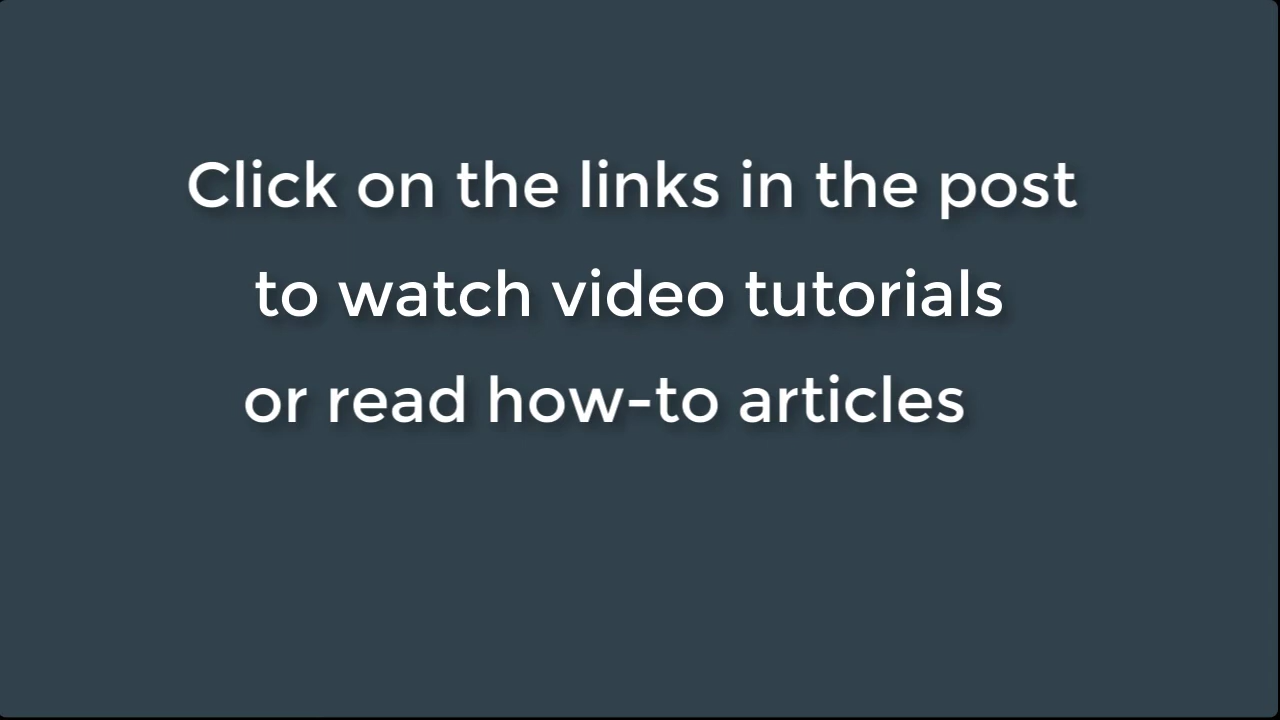 Click on the links in the post
to watch video tutorials
or read how-to articles